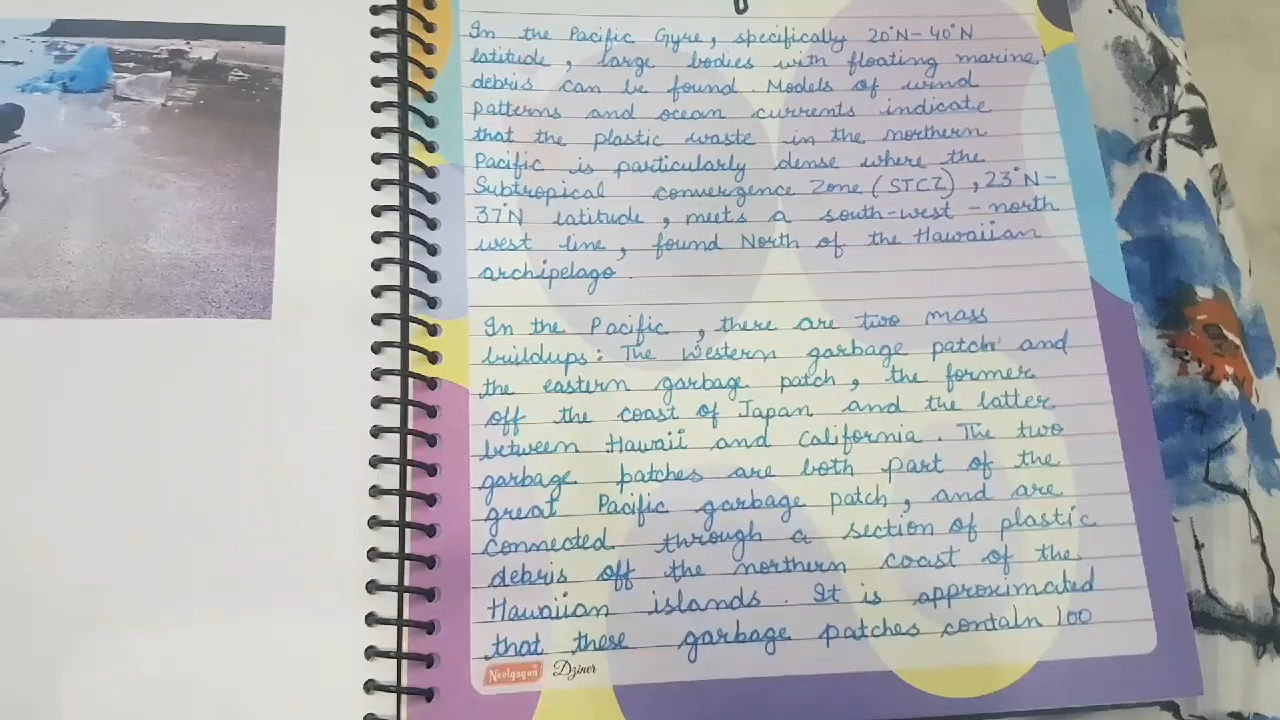 In the Pacific Gyre, specifically 20°N-40°N
latitude, large bodies with floating marine
debris can be found. Models of wind
patterns and ocean currents indicate
that the plastic waste in the northern
Pacific is particularly dense where the
Subtropical convergence Zone (STCZ), 23°N-
37°N latitude, meets a south-west - north
west line, found North of the Hawaiian
archipelago.
In the Pacific, there are two mass
buildups: The western garbage patch and
the eastern garbage patch, the former
off the coast of Japan and the latter
between Hawaii and California. The two
garbage patches are both part of the
great Pacific garbage patch, and are
connected through a section of plastic
debris off the northern coast of the
Hawaiian islands. It is approximated
that these garbage patches contain 100
Neelgagan Dziner